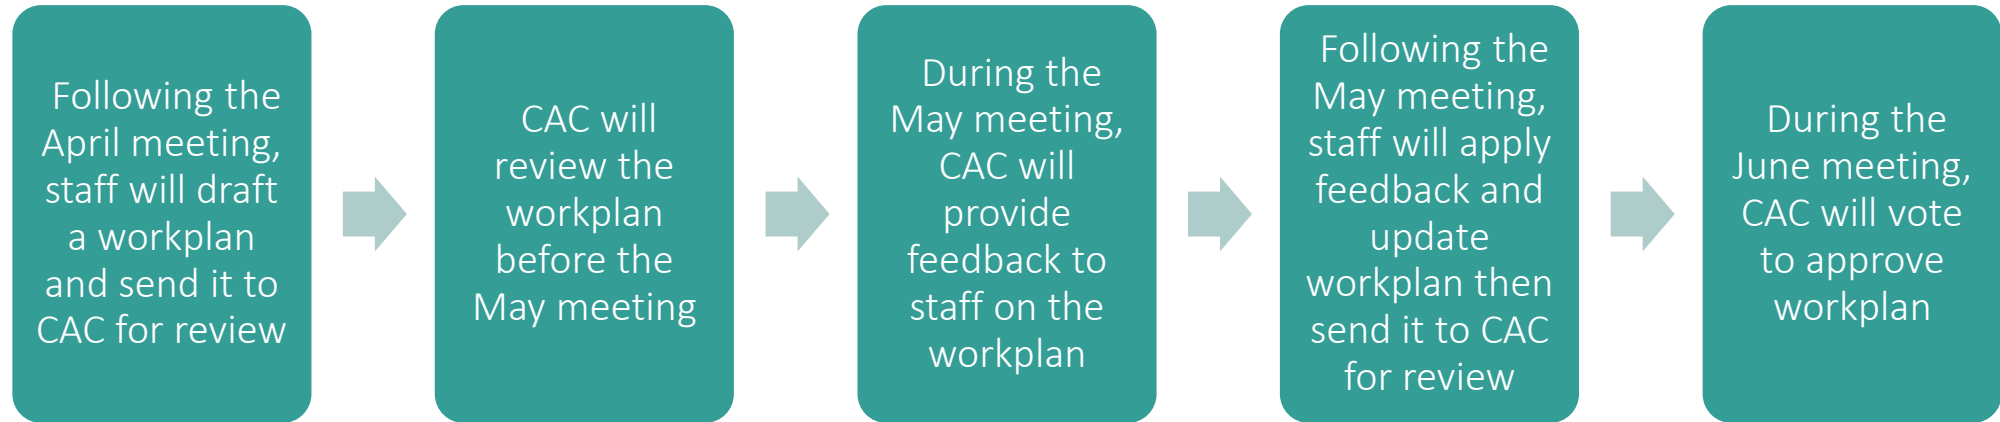 Following the
April meeting,
staff will draft
a workplan
and send it to
CAC for review
CAC will
review the
workplan
before the
May meeting
During the
May meeting,
CAC will
provide
feedback to
staff on the
workplan
Following the
May meeting,
staff will apply
feedback and
update
workplan then
send it to CAC
for review
During the
June meeting,
CAC will vote
to approve
workplan